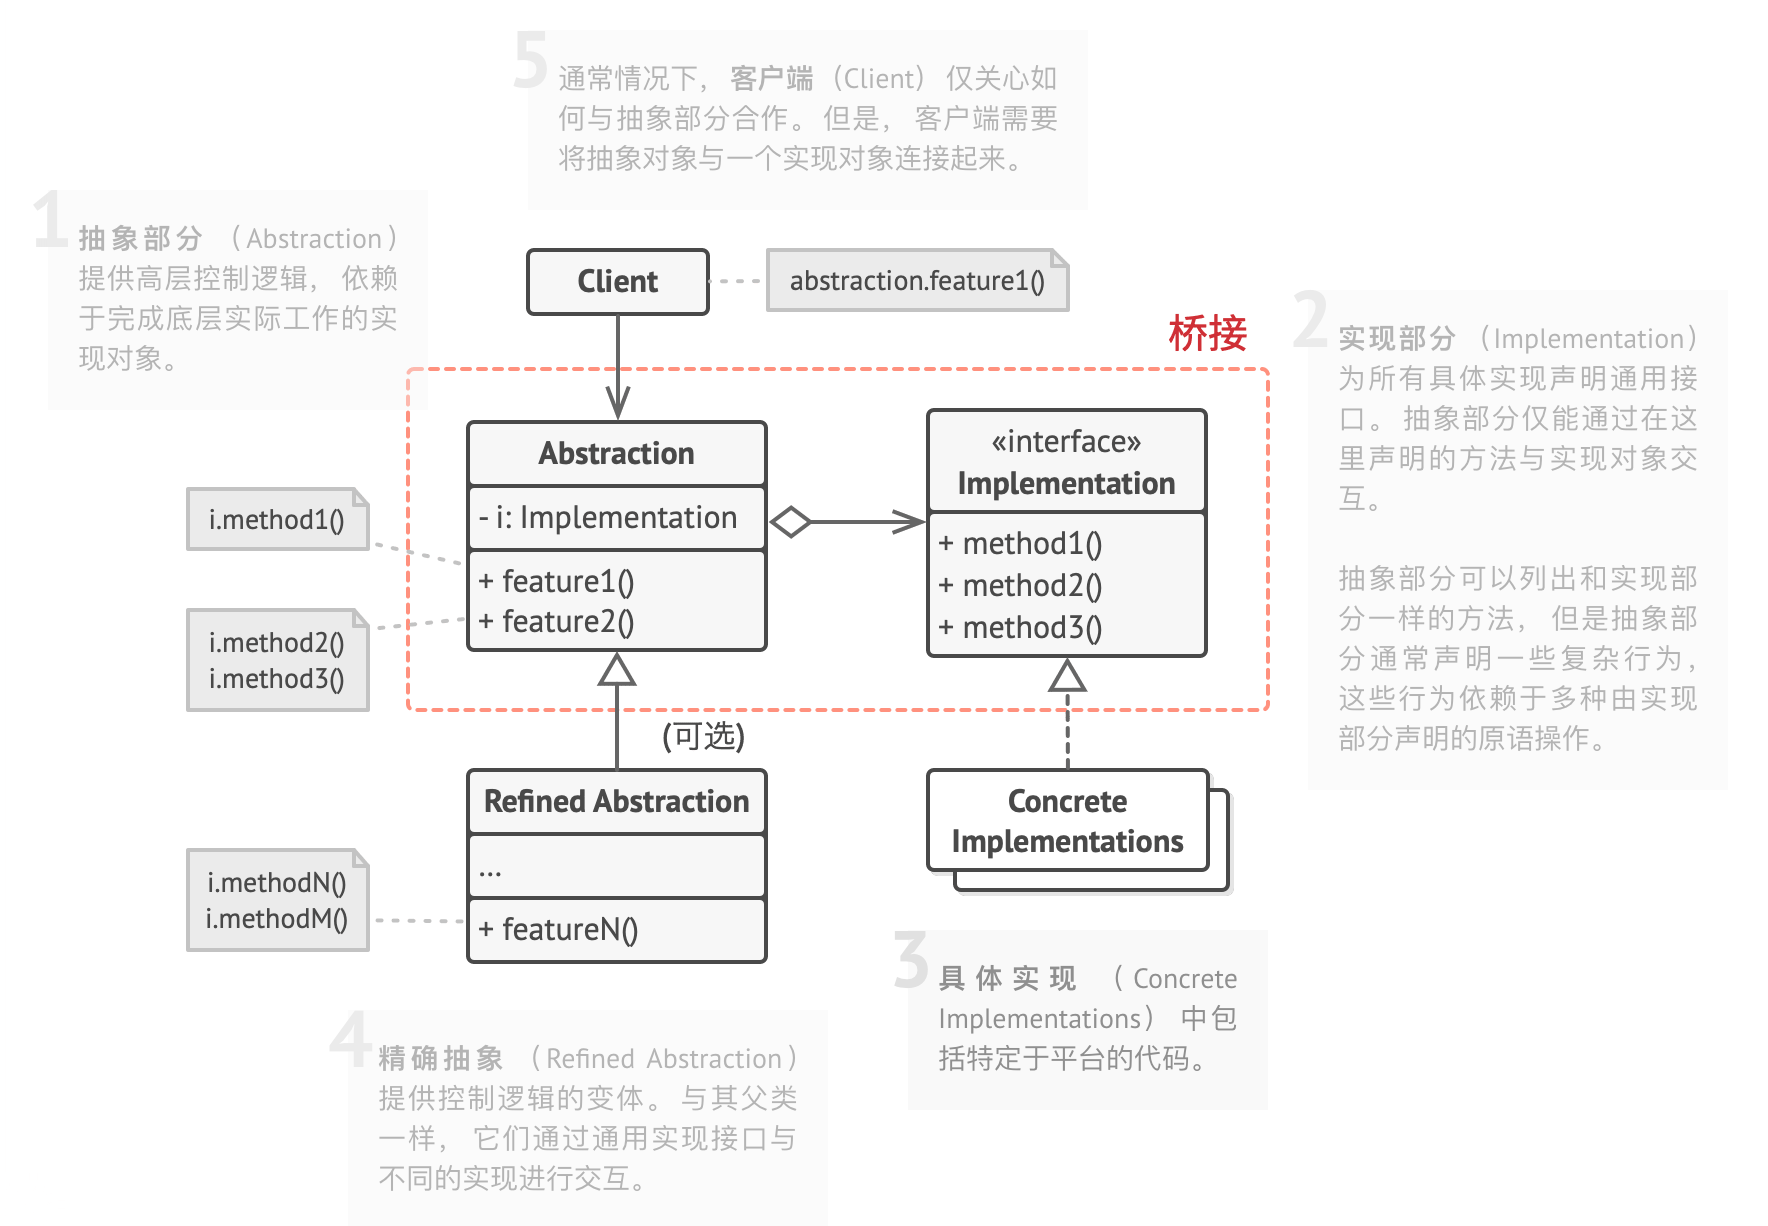 5
通常情况下， 客户端 （Client） 仅关心如
何与抽象部分合作。 但是， 客户端需要
将抽象对象与一个实现对象连接起来。
1
抽象部分 （Abstraction）
提供高层控制逻辑， 依赖
于完成底层实际工作的实
现对象。
Client
abstraction.feature1()
桥接
2
实现部分 （Implementation）
为所有具体实现声明通用接
口。 抽象部分仅能通过在这
里声明的方法与实现对象交
互。
抽象部分可以列出和实现部
分一样的方法， 但是抽象部
分通常声明一些复杂行为，
这些行为依赖于多种由实现
部分声明的原语操作。
Abstraction
- i: Implementation
+ feature1()
+ feature2()
«interface»
Implementation
+ method1()
+ method2()
+ method3()
i.method1()
i.method2()
i.method3()
(可选)
Refined Abstraction
...
+ featureN()
Concrete
Implementations
i.methodN()
i.methodM()
3
具体实现 （Concrete
Implementations） 中包
括特定于平台的代码。
4
精确抽象 （Refined Abstraction）
提供控制逻辑的变体。 与其父类
一样， 它们通过通用实现接口与
不同的实现进行交互。